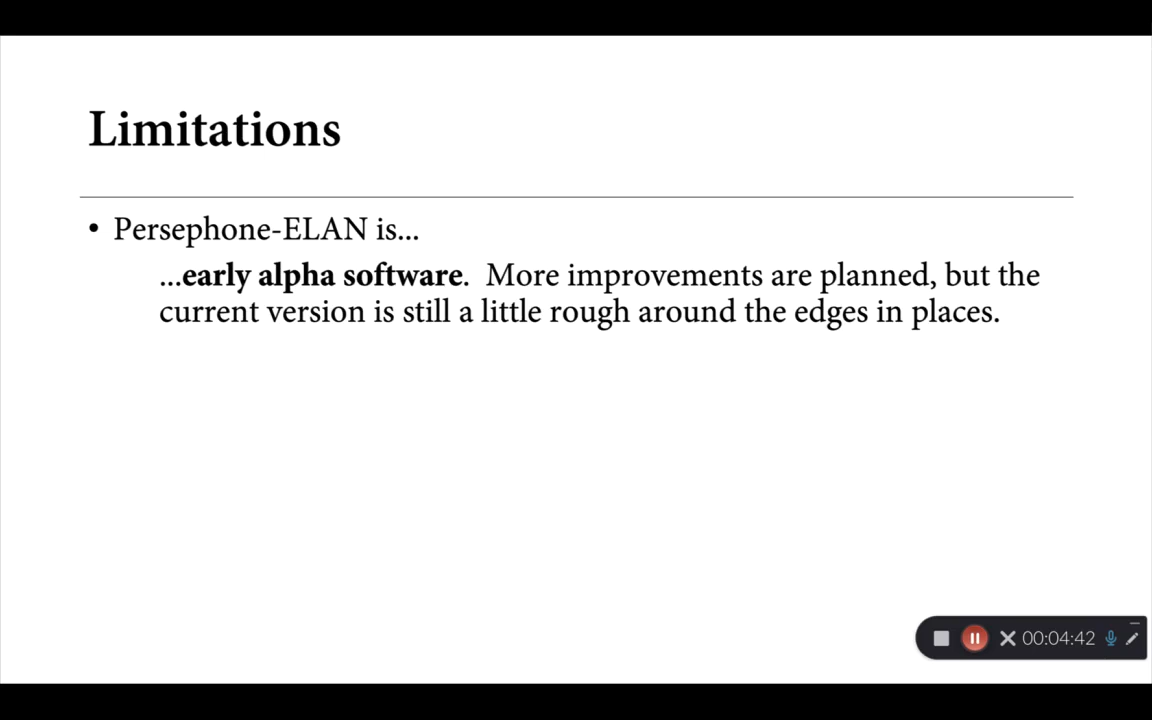 Limitations
• Persephone-ELAN is...
...early alpha software.  More improvements are planned, but the
current version is still a little rough around the edges in places.
00:04:42